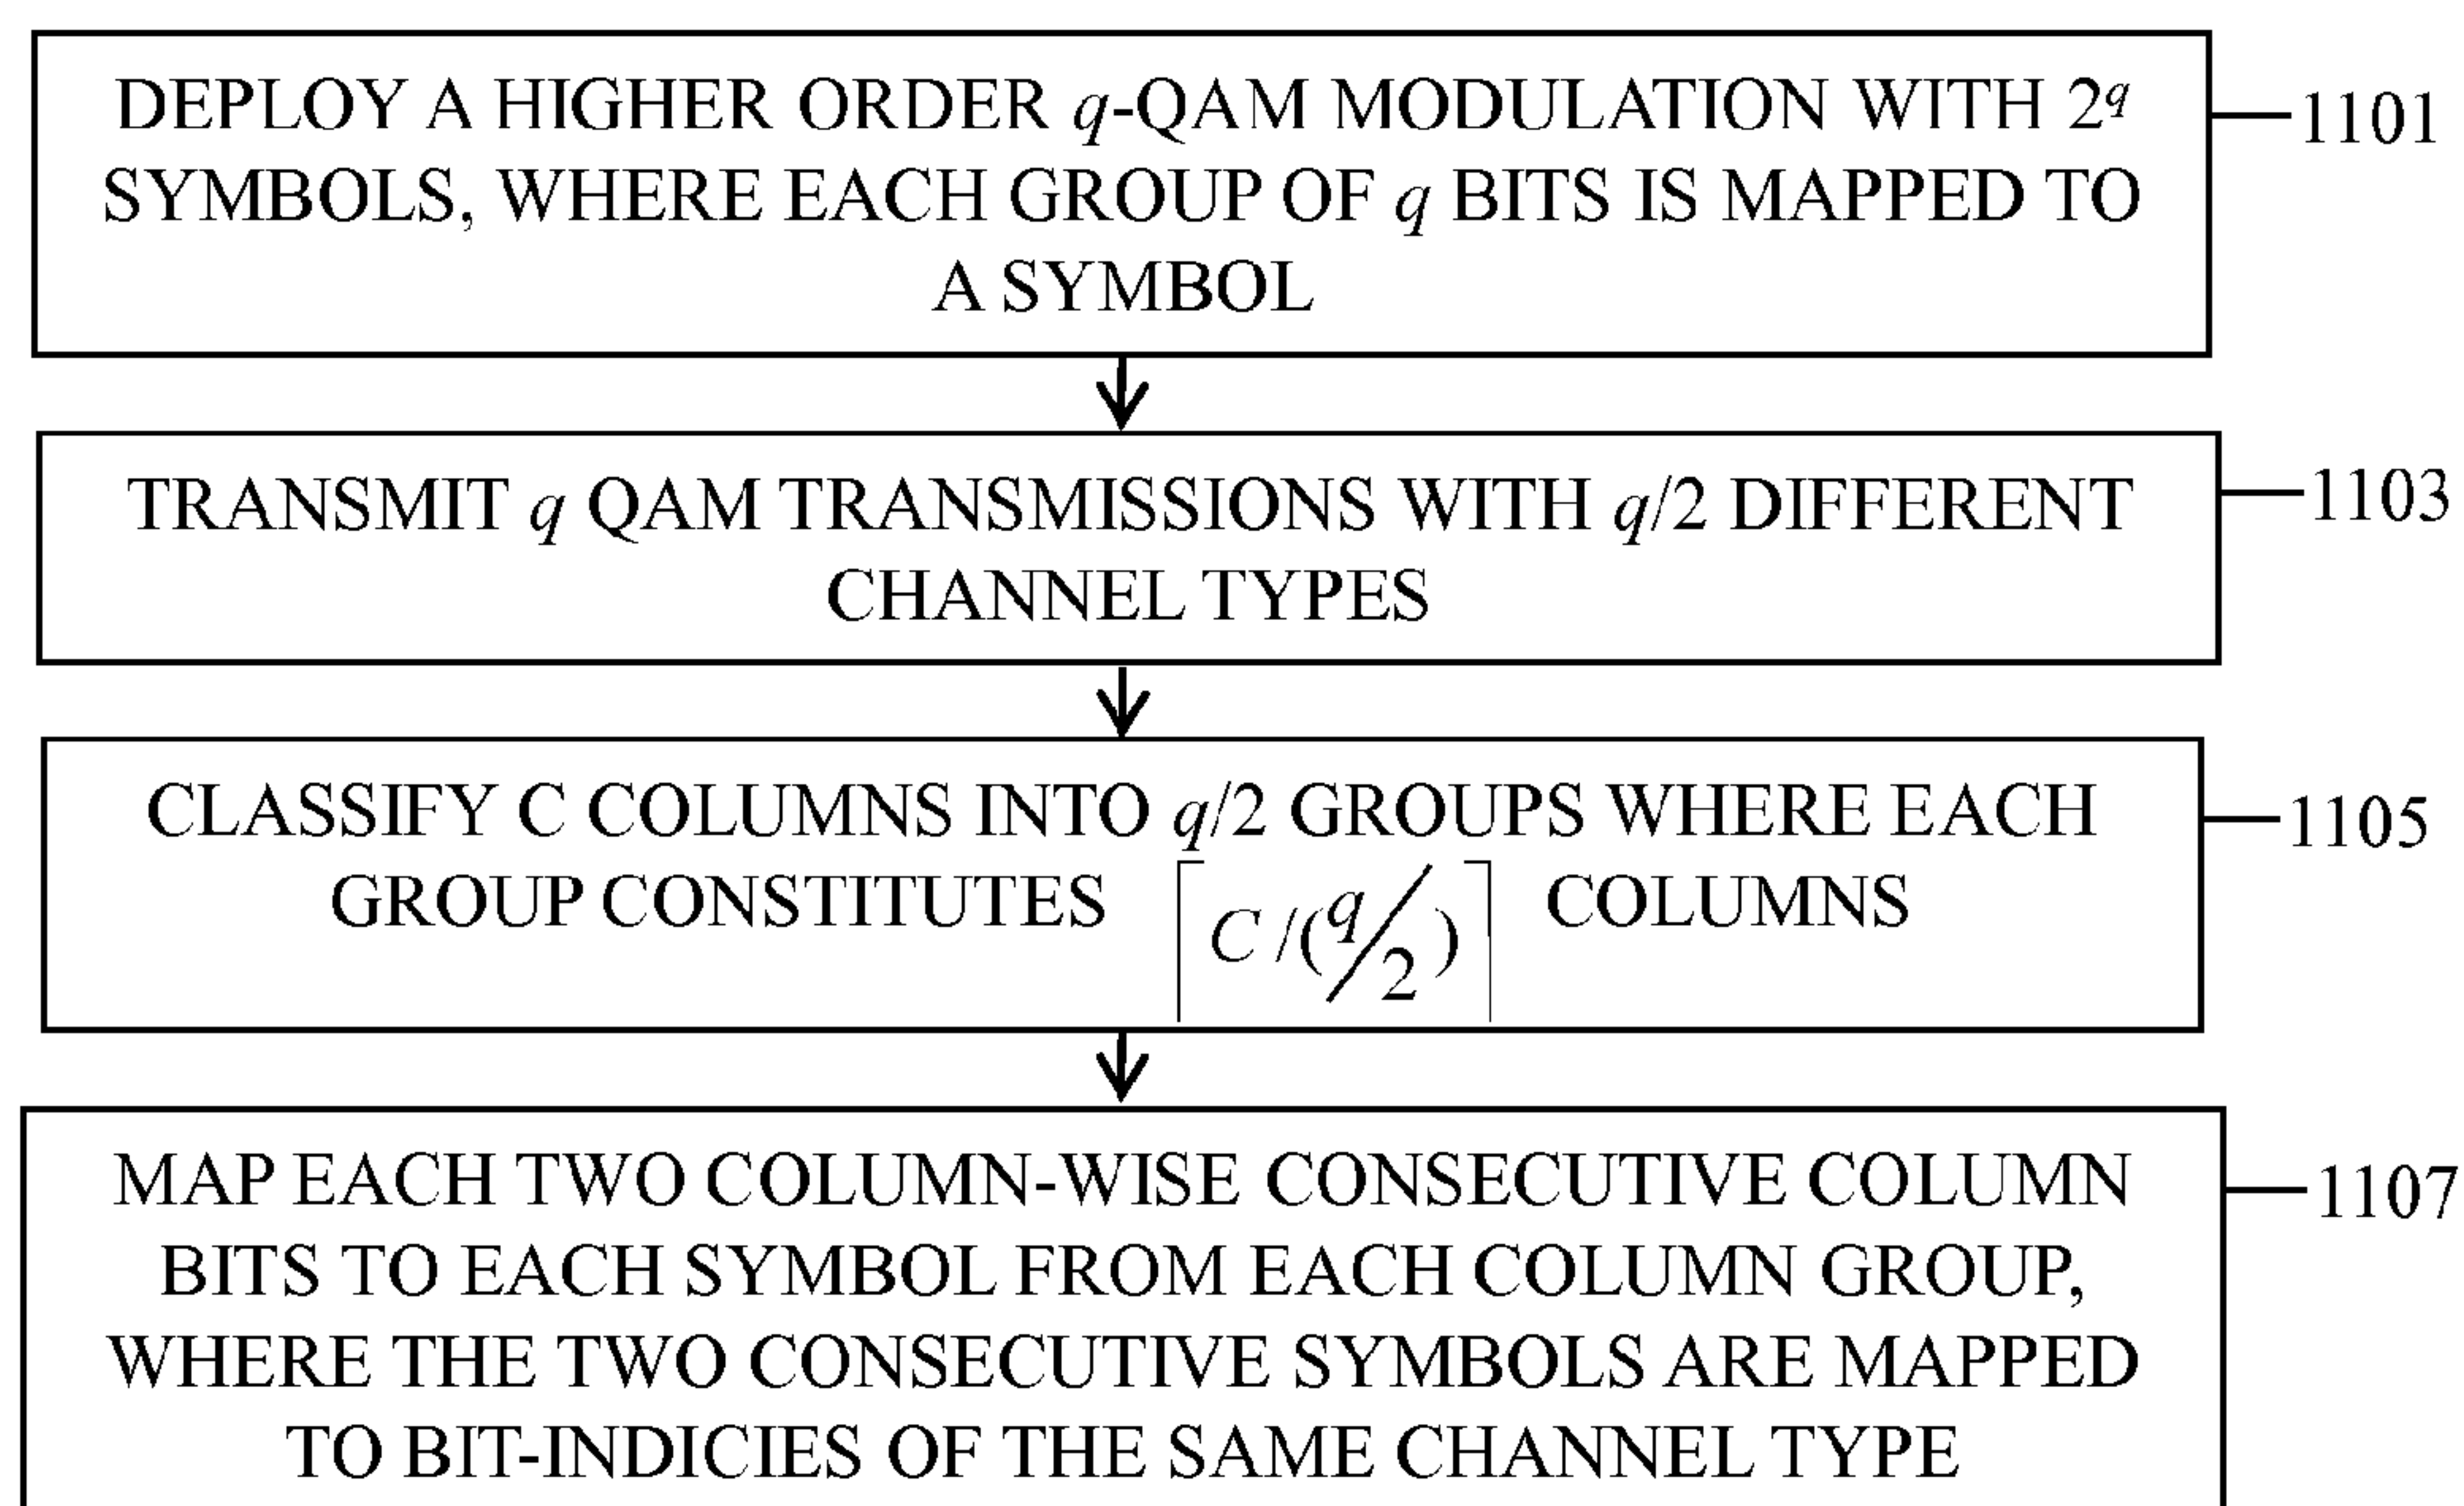 DEPLOY A HIGHER ORDER q-QAM MODULATION WITH 2^q
SYMBOLS, WHERE EACH GROUP OF q BITS IS MAPPED TO
A SYMBOL
1101
TRANSMIT q QAM TRANSMISSIONS WITH q/2 DIFFERENT
CHANNEL TYPES
1103
CLASSIFY C COLUMNS INTO q/2 GROUPS WHERE EACH
GROUP CONSTITUTES ⌈C/(q/2)⌉ COLUMNS
1105
MAP EACH TWO COLUMN-WISE CONSECUTIVE COLUMN
BITS TO EACH SYMBOL FROM EACH COLUMN GROUP,
WHERE THE TWO CONSECUTIVE SYMBOLS ARE MAPPED
TO BIT-INDICIES OF THE SAME CHANNEL TYPE
1107